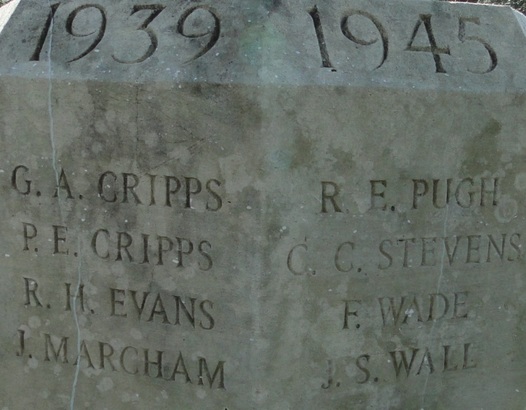 1939 1945
G. A. CRIPPS
P. E. CRIPPS
R. H. EVANS
J. MARCHAM
R. E. PUGH
C. C. STEVENS
F. WADE
J. S. WALL